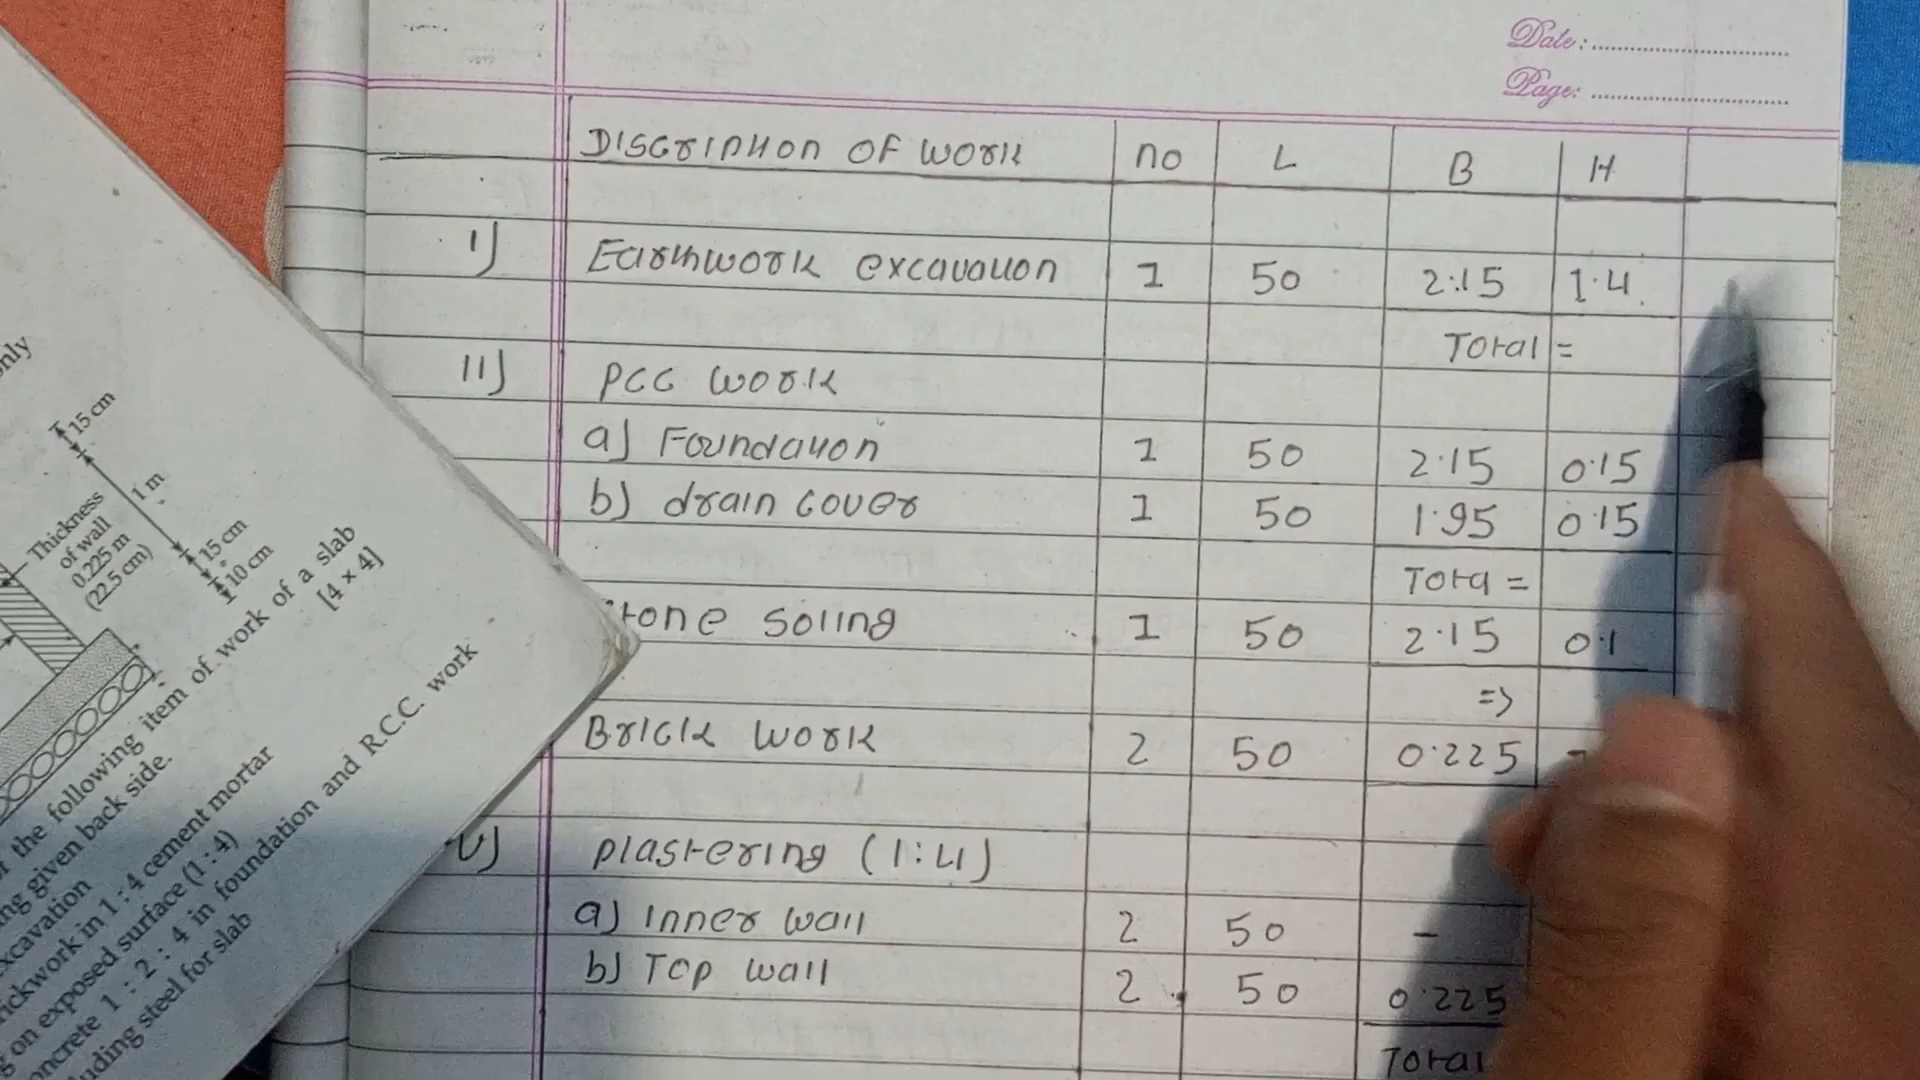 Date:
Page:
DISCRIPTION OF WORK no L B H
I) Earthwork excavation 1 50 2.15 1.4
Total =
II) PCC WORK
a) Foundation 1 50 2.15 0.15
b) drain cover 1 50 1.95 0.15
Tota =
tone soling 1 50 2.15 0.1
=>
Brick work 2 50 0.225 -
V) plastering (1:4)
a) Inner wall 2 50 -
b) Top wall 2 50 0.225
Total
nly
15 cm
1 m
15 cm
10 cm
Thickness
of wall
0.225 m
(22.5 cm)
the following item of work of a slab
[4 × 4]
ng given back side.
xcavation
rickwork in 1 : 4 cement mortar
g on exposed surface (1 : 4)
oncrete 1 : 2 : 4 in foundation and R.C.C. work
uding steel for slab